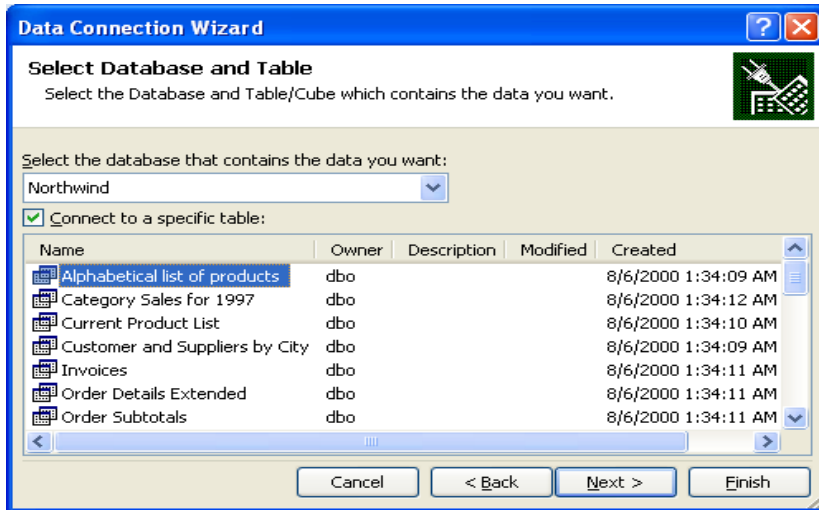 Data Connection Wizard
Select Database and Table
Select the Database and Table/Cube which contains the data you want.
Select the database that contains the data you want:
Northwind
Connect to a specific table:
Name Owner Description Modified Created
Alphabetical list of products dbo 8/6/2000 1:34:09 AM
Category Sales for 1997 dbo 8/6/2000 1:34:12 AM
Current Product List dbo 8/6/2000 1:34:10 AM
Customer and Suppliers by City dbo 8/6/2000 1:34:09 AM
Invoices dbo 8/6/2000 1:34:11 AM
Order Details Extended dbo 8/6/2000 1:34:11 AM
Order Subtotals dbo 8/6/2000 1:34:11 AM
Cancel < Back Next > Finish